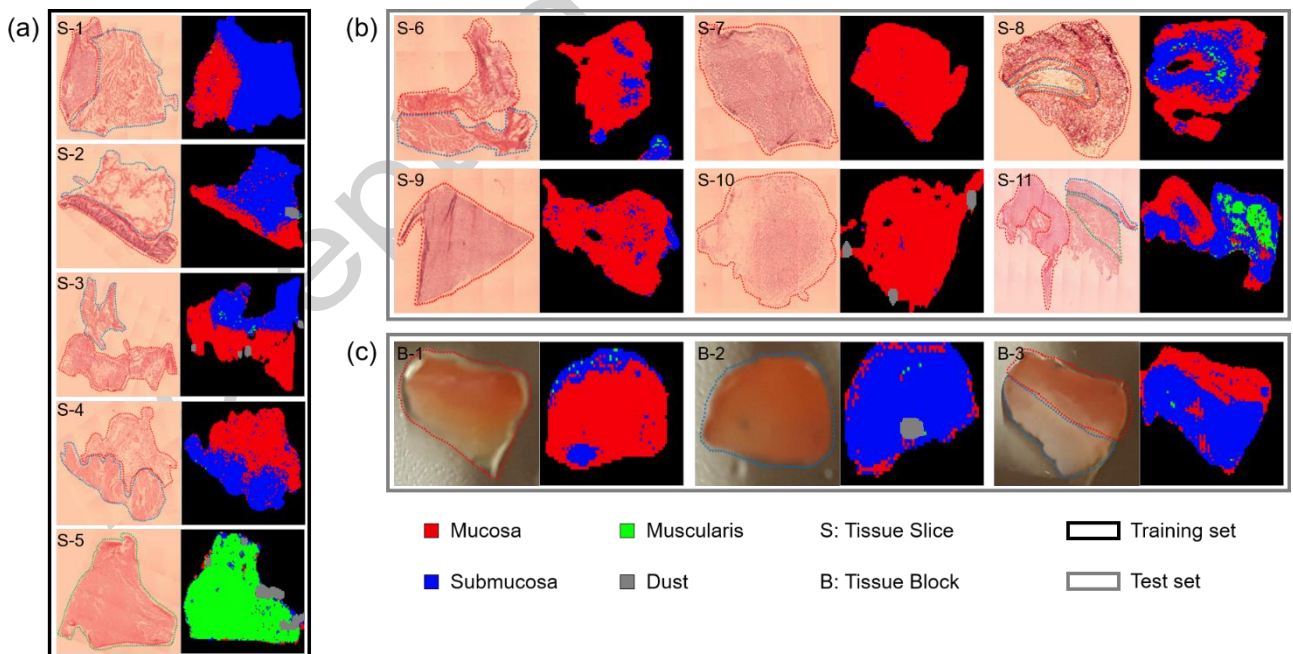 (a)
S-1
S-2
S-3
S-4
S-5
(b)
S-6
S-7
S-8
S-9
S-10
S-11
(c)
B-1
B-2
B-3
Mucosa
Muscularis
S: Tissue Slice
Training set
Submucosa
Dust
B: Tissue Block
Test set